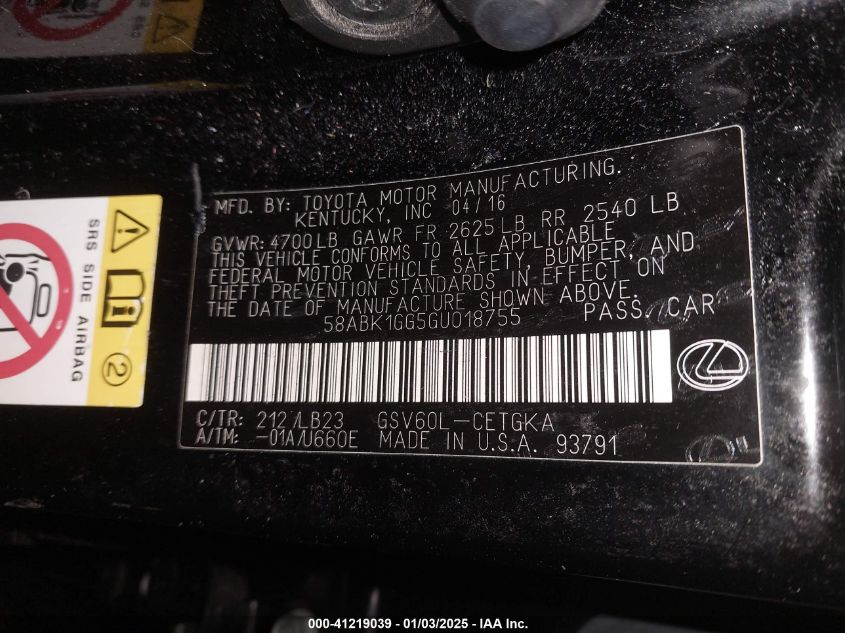 MFD. BY: TOYOTA MOTOR MANUFACTURING.
KENTUCKY, INC 04/16
GVWR: 4700LB GAWR FR 2625LB RR 2540 LB
THIS VEHICLE CONFORMS TO ALL APPLICABLE
FEDERAL MOTOR VEHICLE SAFETY, BUMPER, AND
THEFT PREVENTION STANDARDS IN EFFECT ON
THE DATE OF MANUFACTURE SHOWN ABOVE.
58ABK1GG5GU018755 PASS. CAR
C/TR: 212 /LB23 GSV60L-CETGKA
A/TM: -01A/U660E MADE IN U.S.A. 93791
SRS SIDE AIRBAG
2
000-41219039 - 01/03/2025 - IAA Inc.